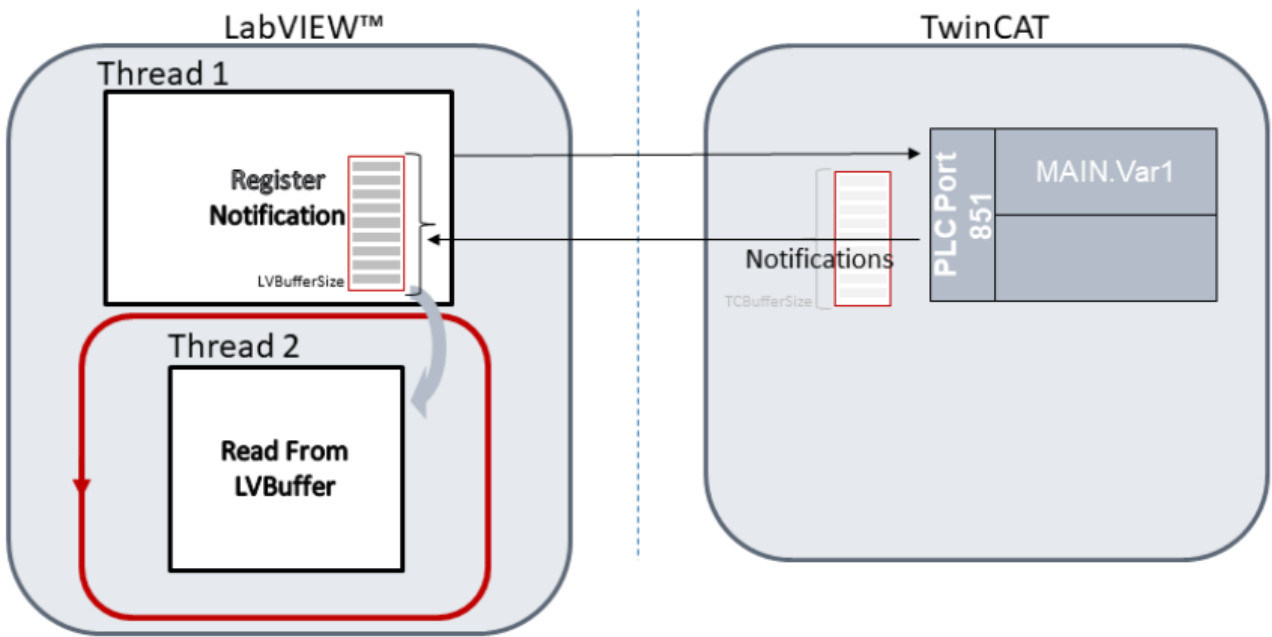 LabVIEW™
TwinCAT
Thread 1
Register
Notification
LVBufferSize
PLC Port
851
MAIN.Var1
Notifications
TCBufferSize
Thread 2
Read From
LVBuffer